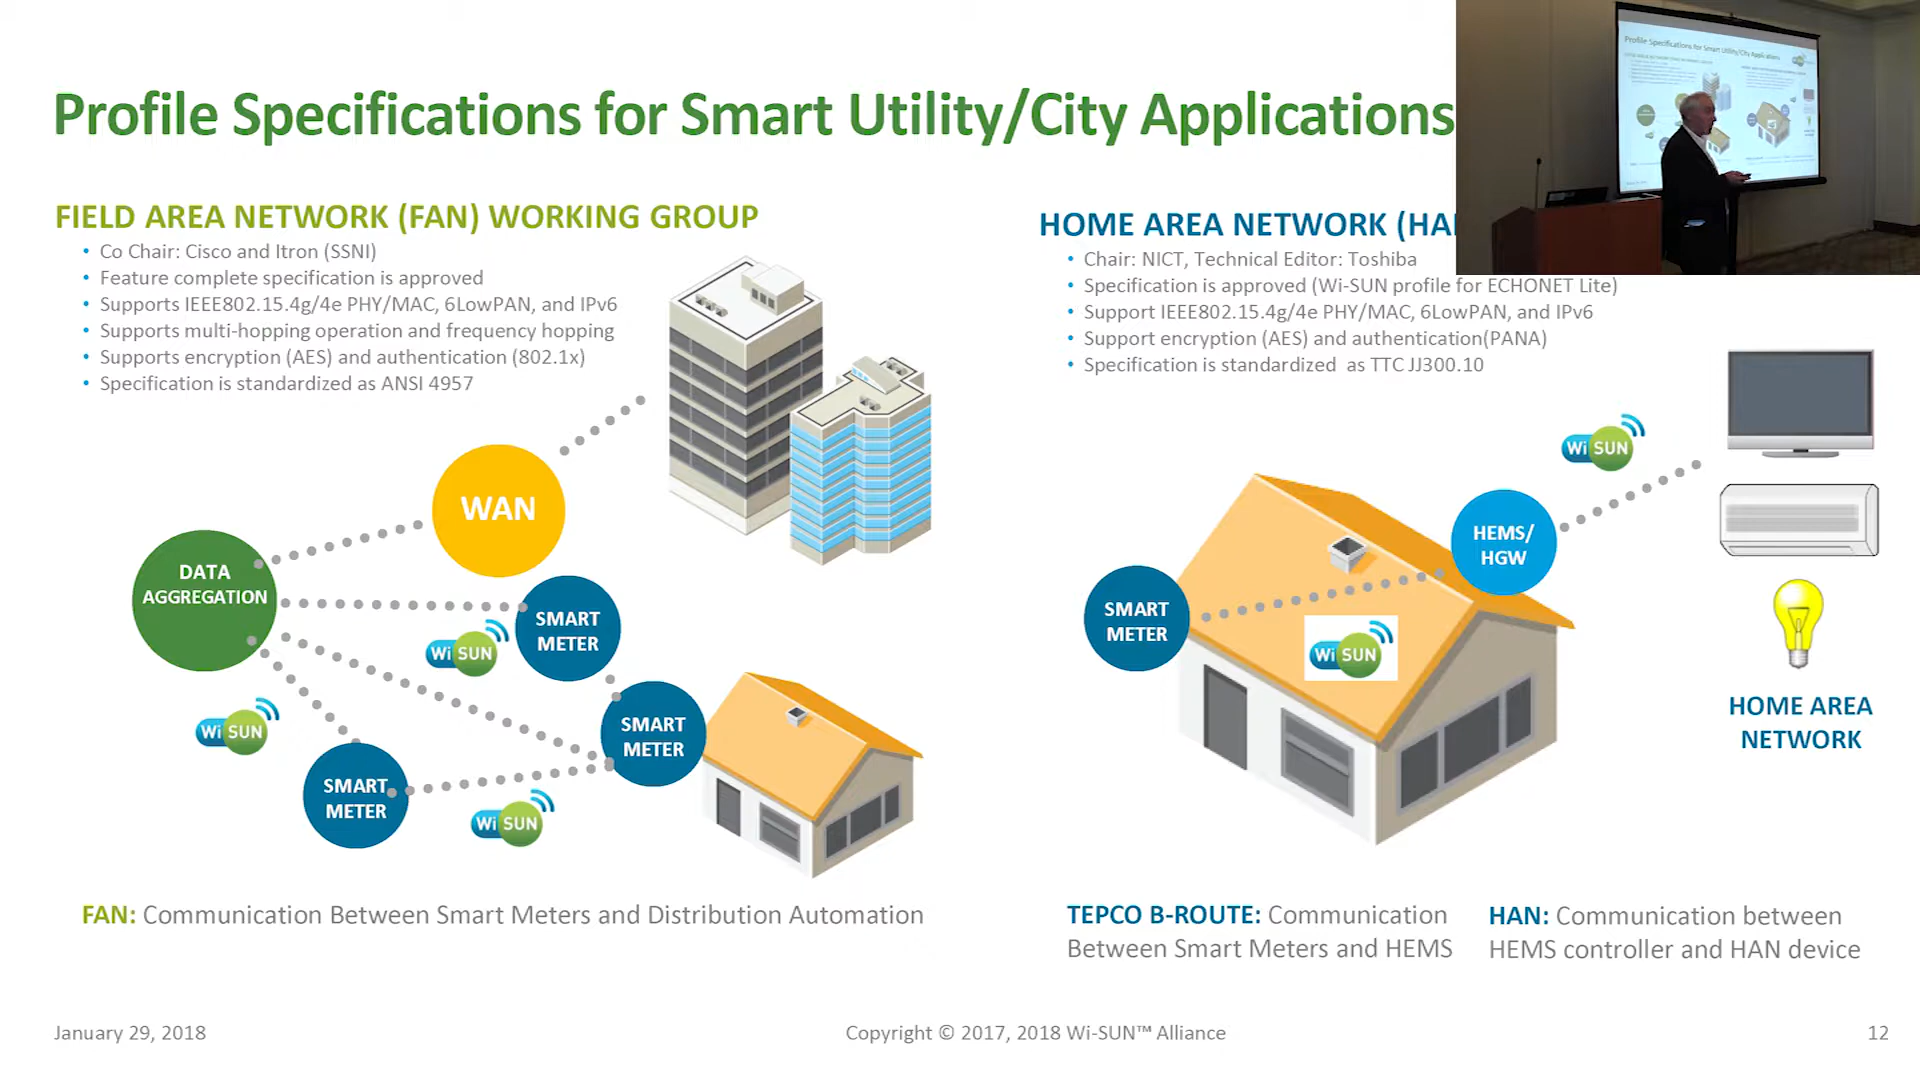 Profile Specifications for Smart Utility/City Applications
FIELD AREA NETWORK (FAN) WORKING GROUP
• Co Chair: Cisco and Itron (SSNI)
• Feature complete specification is approved
• Supports IEEE802.15.4g/4e PHY/MAC, 6LowPAN, and IPv6
• Supports multi-hopping operation and frequency hopping
• Supports encryption (AES) and authentication (802.1x)
• Specification is standardized as ANSI 4957
WAN
DATA
AGGREGATION
SMART
METER
Wi SUN
SMART
METER
Wi SUN
SMART
METER
Wi SUN
FAN: Communication Between Smart Meters and Distribution Automation
HOME AREA NETWORK (HA
• Chair: NICT, Technical Editor: Toshiba
• Specification is approved (Wi-SUN profile for ECHONET Lite)
• Support IEEE802.15.4g/4e PHY/MAC, 6LowPAN, and IPv6
• Support encryption (AES) and authentication(PANA)
• Specification is standardized as TTC JJ300.10
Wi SUN
HEMS/
HGW
SMART
METER
Wi SUN
HOME AREA
NETWORK
TEPCO B-ROUTE: Communication
Between Smart Meters and HEMS
HAN: Communication between
HEMS controller and HAN device
January 29, 2018
Copyright © 2017, 2018 Wi-SUN™ Alliance
12
Profile Specifications for Smart Utility/City Applications